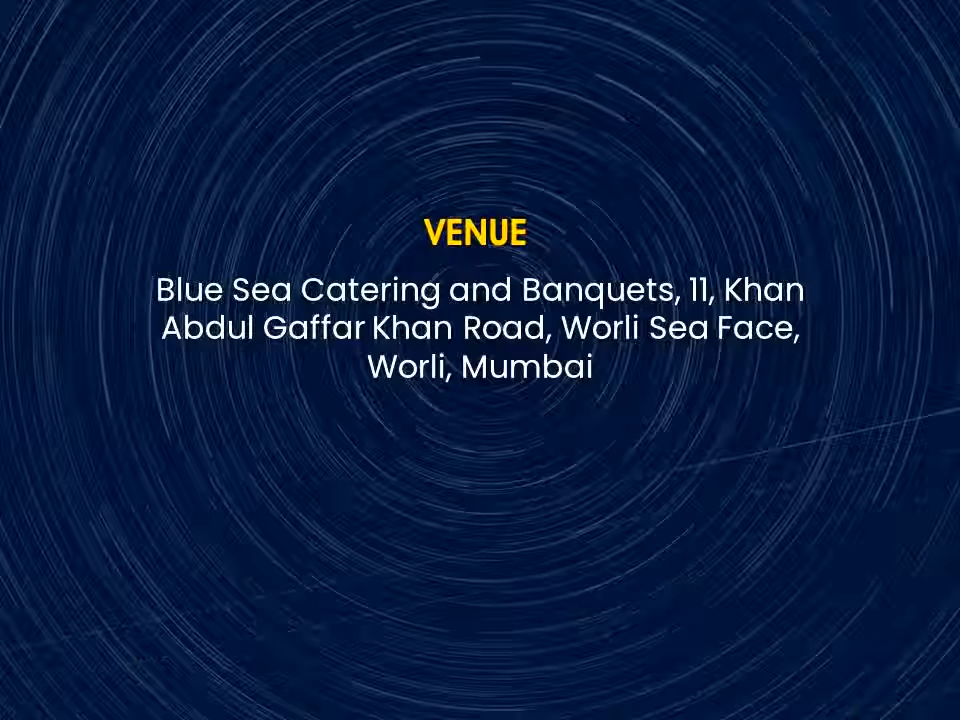 VENUE
Blue Sea Catering and Banquets, 11, Khan
Abdul Gaffar Khan Road, Worli Sea Face,
Worli, Mumbai